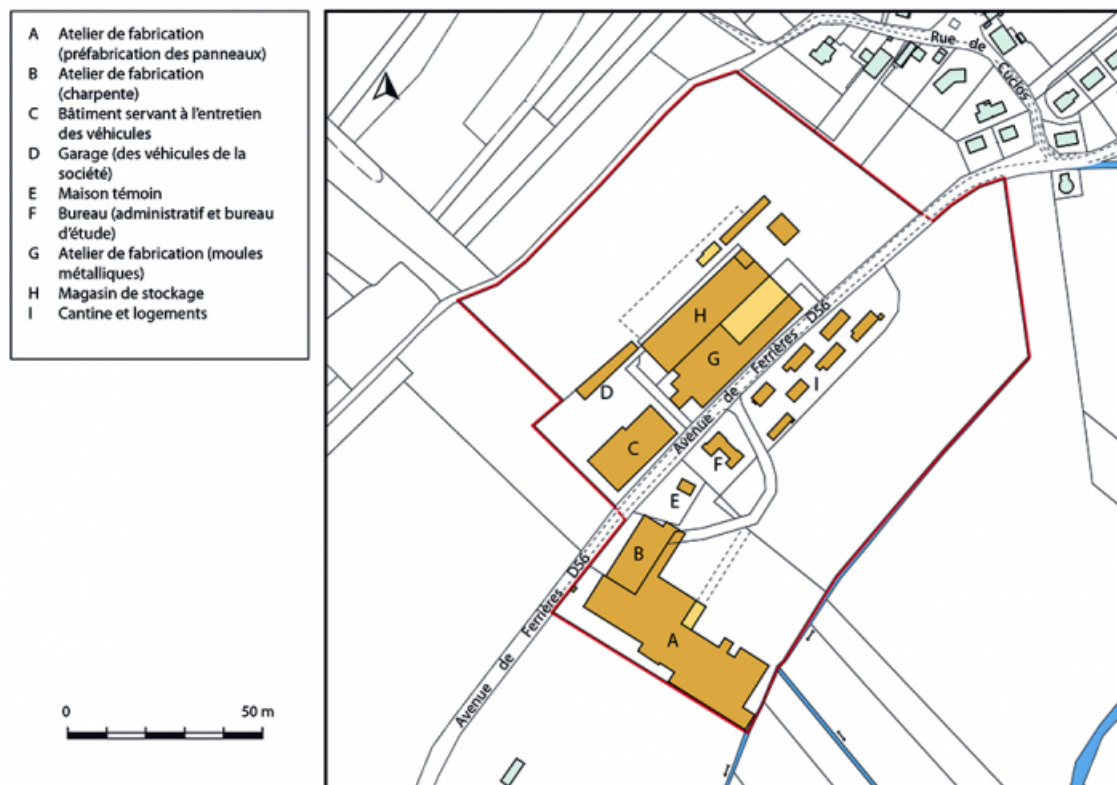 A Atelier de fabrication
(préfabrication des panneaux)
B Atelier de fabrication
(charpente)
C Bâtiment servant à l'entretien
des véhicules
D Garage (des véhicules de la
société)
E Maison témoin
F Bureau (administratif et bureau
d'étude)
G Atelier de fabrication (moules
métalliques)
H Magasin de stockage
I Cantine et logements
0 50 m
Rue de Cuclos
H
G
D
C
I
F
E
B
A
Avenue de Ferrières D56
Avenue de Ferrières D56